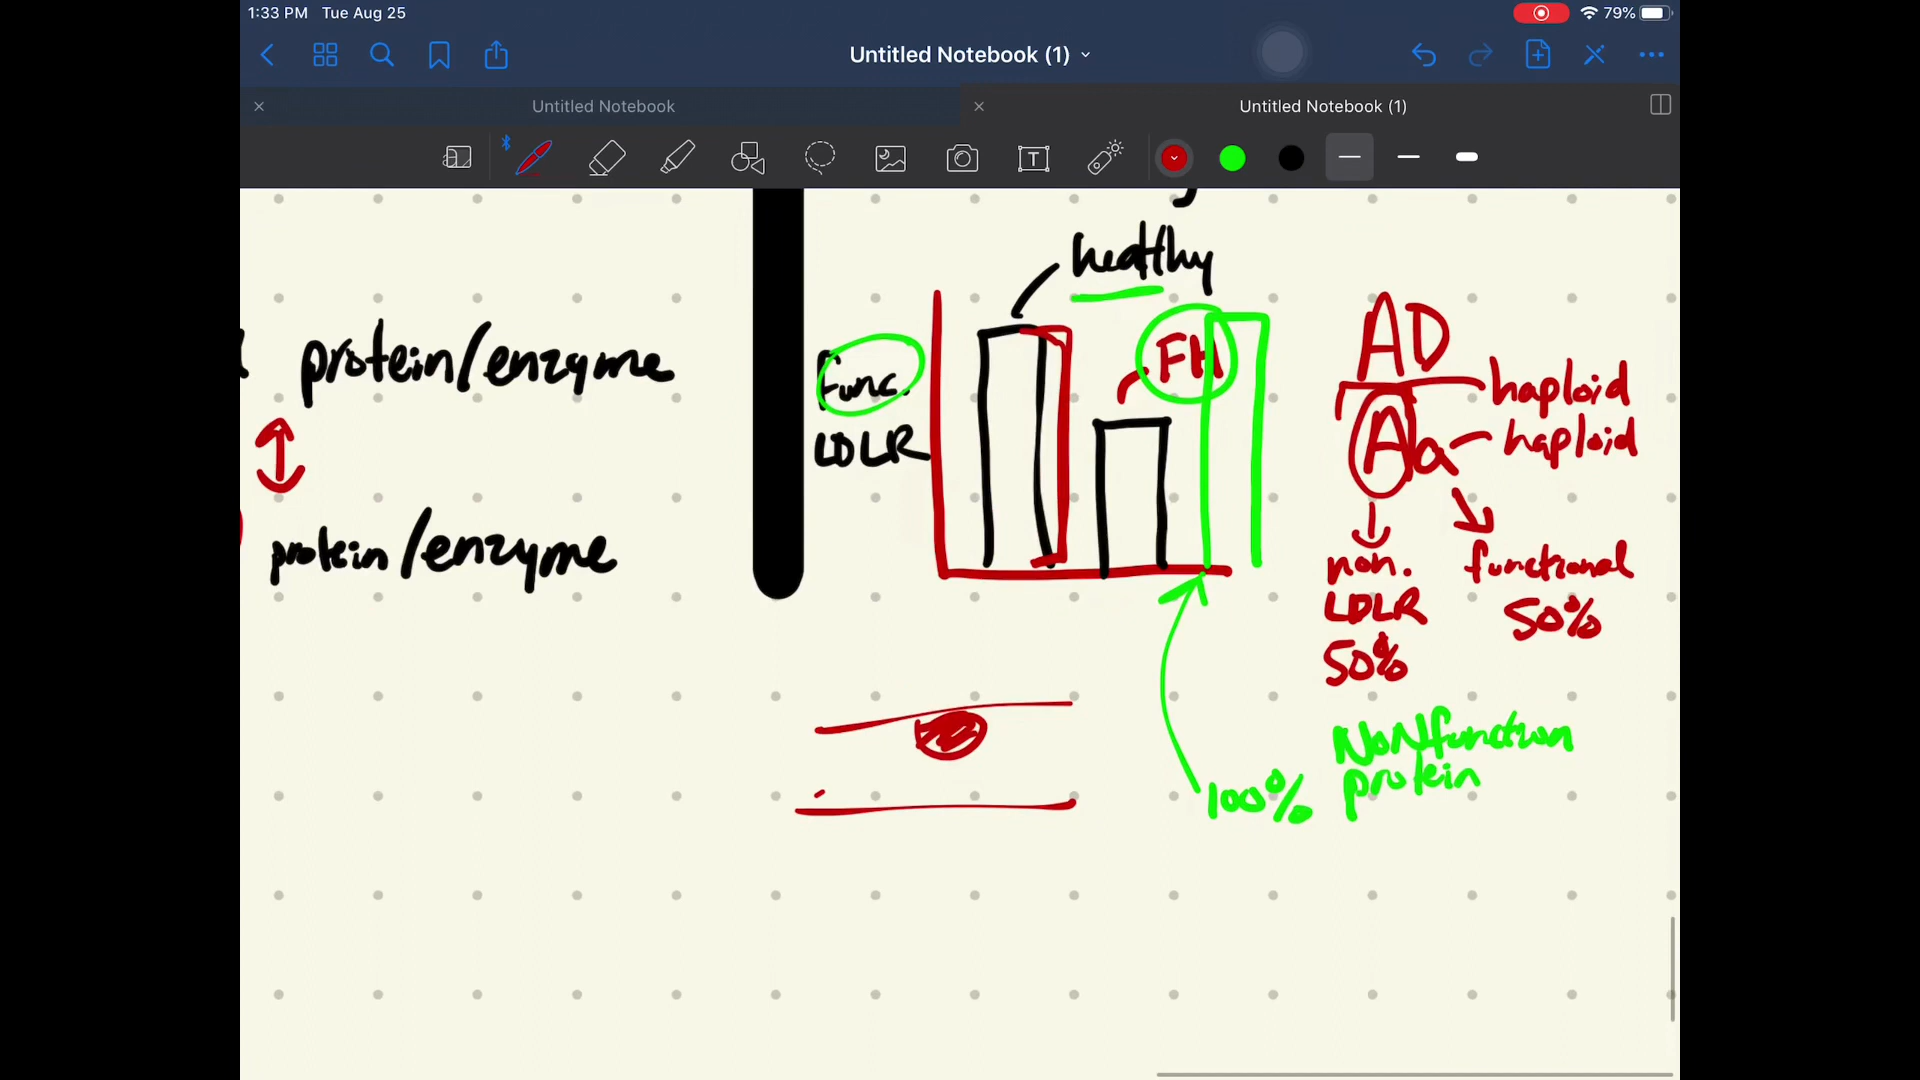 1:33 PM Tue Aug 25
79%
Untitled Notebook (1)
Untitled Notebook
Untitled Notebook (1)
healthy
protein/enzyme
Func.
LDLR
FH
AD
haploid
Aa
haploid
protein/enzyme
non.
LDLR
50%
functional
50%
100%
NoNfunction
protein